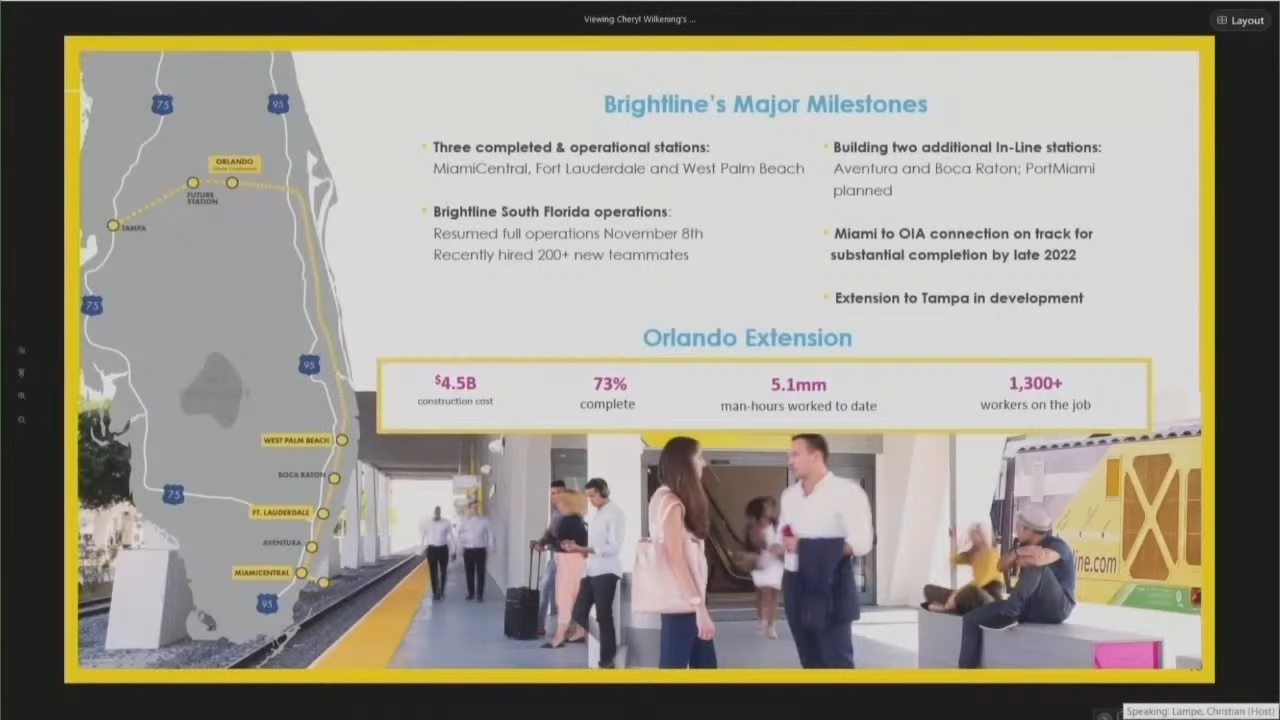 Viewing Cheryl Wilkening's ...
Layout
Brightline's Major Milestones
Three completed & operational stations:
MiamiCentral, Fort Lauderdale and West Palm Beach
Brightline South Florida operations:
Resumed full operations November 8th
Recently hired 200+ new teammates
Building two additional In-Line stations:
Aventura and Boca Raton; PortMiami
planned
Miami to OIA connection on track for
substantial completion by late 2022
Extension to Tampa in development
Orlando Extension
$4.5B
construction cost
73%
complete
5.1mm
man-hours worked to date
1,300+
workers on the job
75
95
ORLANDO
FUTURE
STATION
TAMPA
75
95
WEST PALM BEACH
BOCA RATON
75
FT. LAUDERDALE
AVENTURA
MIAMICENTRAL
95
line.com
Speaking: Lampe, Christian (Host)